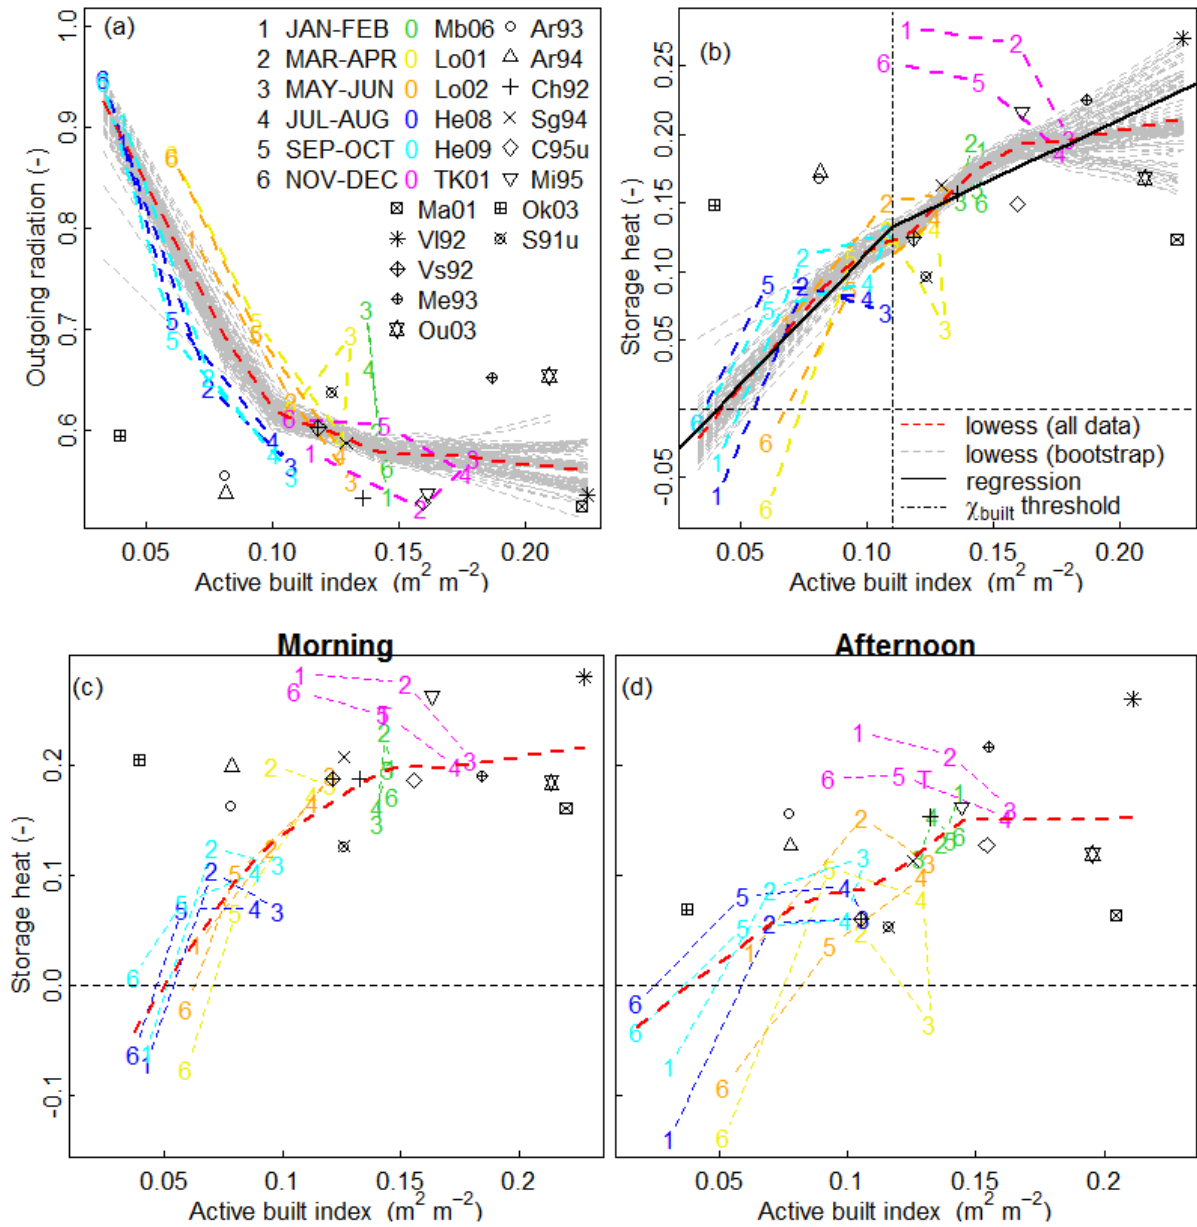 (a)
1 JAN-FEB 0 Mb06 Ar93
2 MAR-APR 0 Lo01 Ar94
3 MAY-JUN 0 Lo02 Ch92
4 JUL-AUG 0 He08 Sg94
5 SEP-OCT 0 He09 C95u
6 NOV-DEC 0 TK01 Mi95
Ma01 Ok03
Vl92 S91u
Vs92
Me93
Ou03
Outgoing radiation (-)
1.0
0.9
0.8
0.7
0.6
0.05 0.10 0.15 0.20
Active built index (m² m⁻²)
(b)
Storage heat (-)
0.25
0.20
0.15
0.10
0.05
-0.05
lowess (all data)
lowess (bootstrap)
regression
χbuilt threshold
0.05 0.10 0.15 0.20
Active built index (m² m⁻²)
Morning
(c)
Storage heat (-)
0.2
0.1
0.0
-0.1
0.05 0.1 0.15 0.2
Active built index (m² m⁻²)
Afternoon
(d)
0.05 0.1 0.15 0.2
Active built index (m² m⁻²)